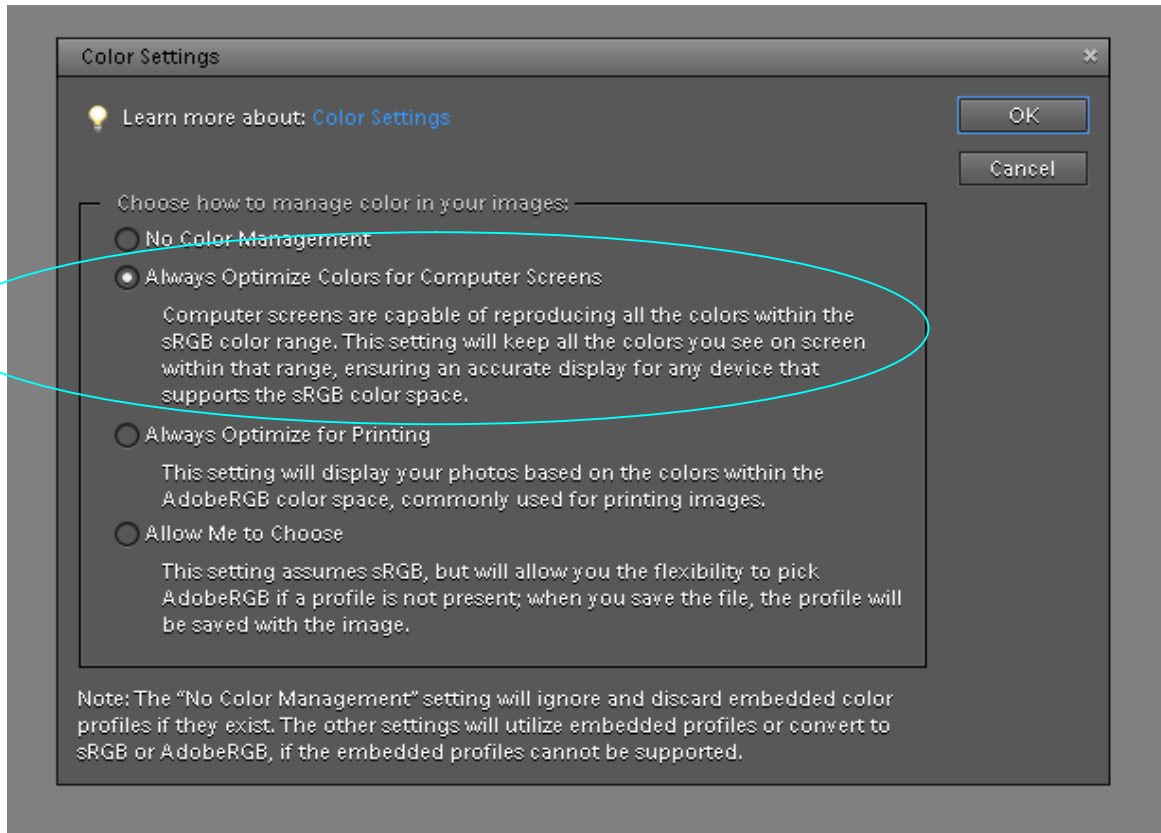 Color Settings
Learn more about: Color Settings
OK
Cancel
Choose how to manage color in your images:
No Color Management
Always Optimize Colors for Computer Screens
Computer screens are capable of reproducing all the colors within the
sRGB color range. This setting will keep all the colors you see on screen
within that range, ensuring an accurate display for any device that
supports the sRGB color space.
Always Optimize for Printing
This setting will display your photos based on the colors within the
AdobeRGB color space, commonly used for printing images.
Allow Me to Choose
This setting assumes sRGB, but will allow you the flexibility to pick
AdobeRGB if a profile is not present; when you save the file, the profile will
be saved with the image.
Note: The “No Color Management” setting will ignore and discard embedded color
profiles if they exist. The other settings will utilize embedded profiles or convert to
sRGB or AdobeRGB, if the embedded profiles cannot be supported.